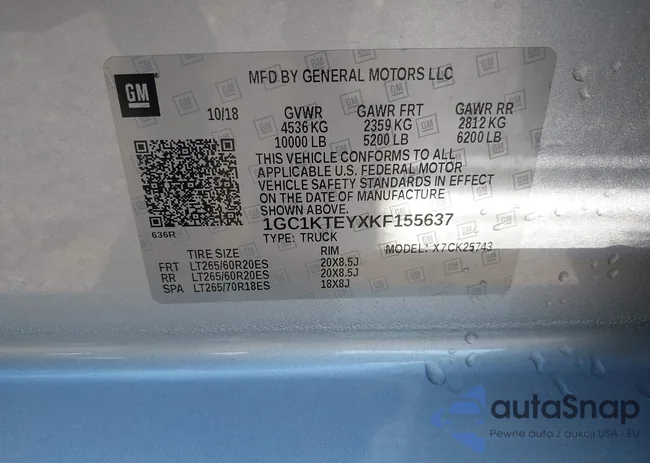 GM
MFD BY GENERAL MOTORS LLC
10/18 GVWR GAWR FRT GAWR RR
4536 KG 2359 KG 2812 KG
10000 LB 5200 LB 6200 LB
THIS VEHICLE CONFORMS TO ALL
APPLICABLE U.S. FEDERAL MOTOR
VEHICLE SAFETY STANDARDS IN EFFECT
ON THE DATE OF MANUFACTURE
SHOWN ABOVE.
1GC1KTEYXKF155637
636R
TYPE: TRUCK MODEL: X7CK25743
TIRE SIZE RIM
FRT LT265/60R20ES 20X8.5J
RR LT265/60R20ES 20X8.5J
SPA LT265/70R18ES 18X8J
autoSnap
Pewne auto z aukcji USA i EU